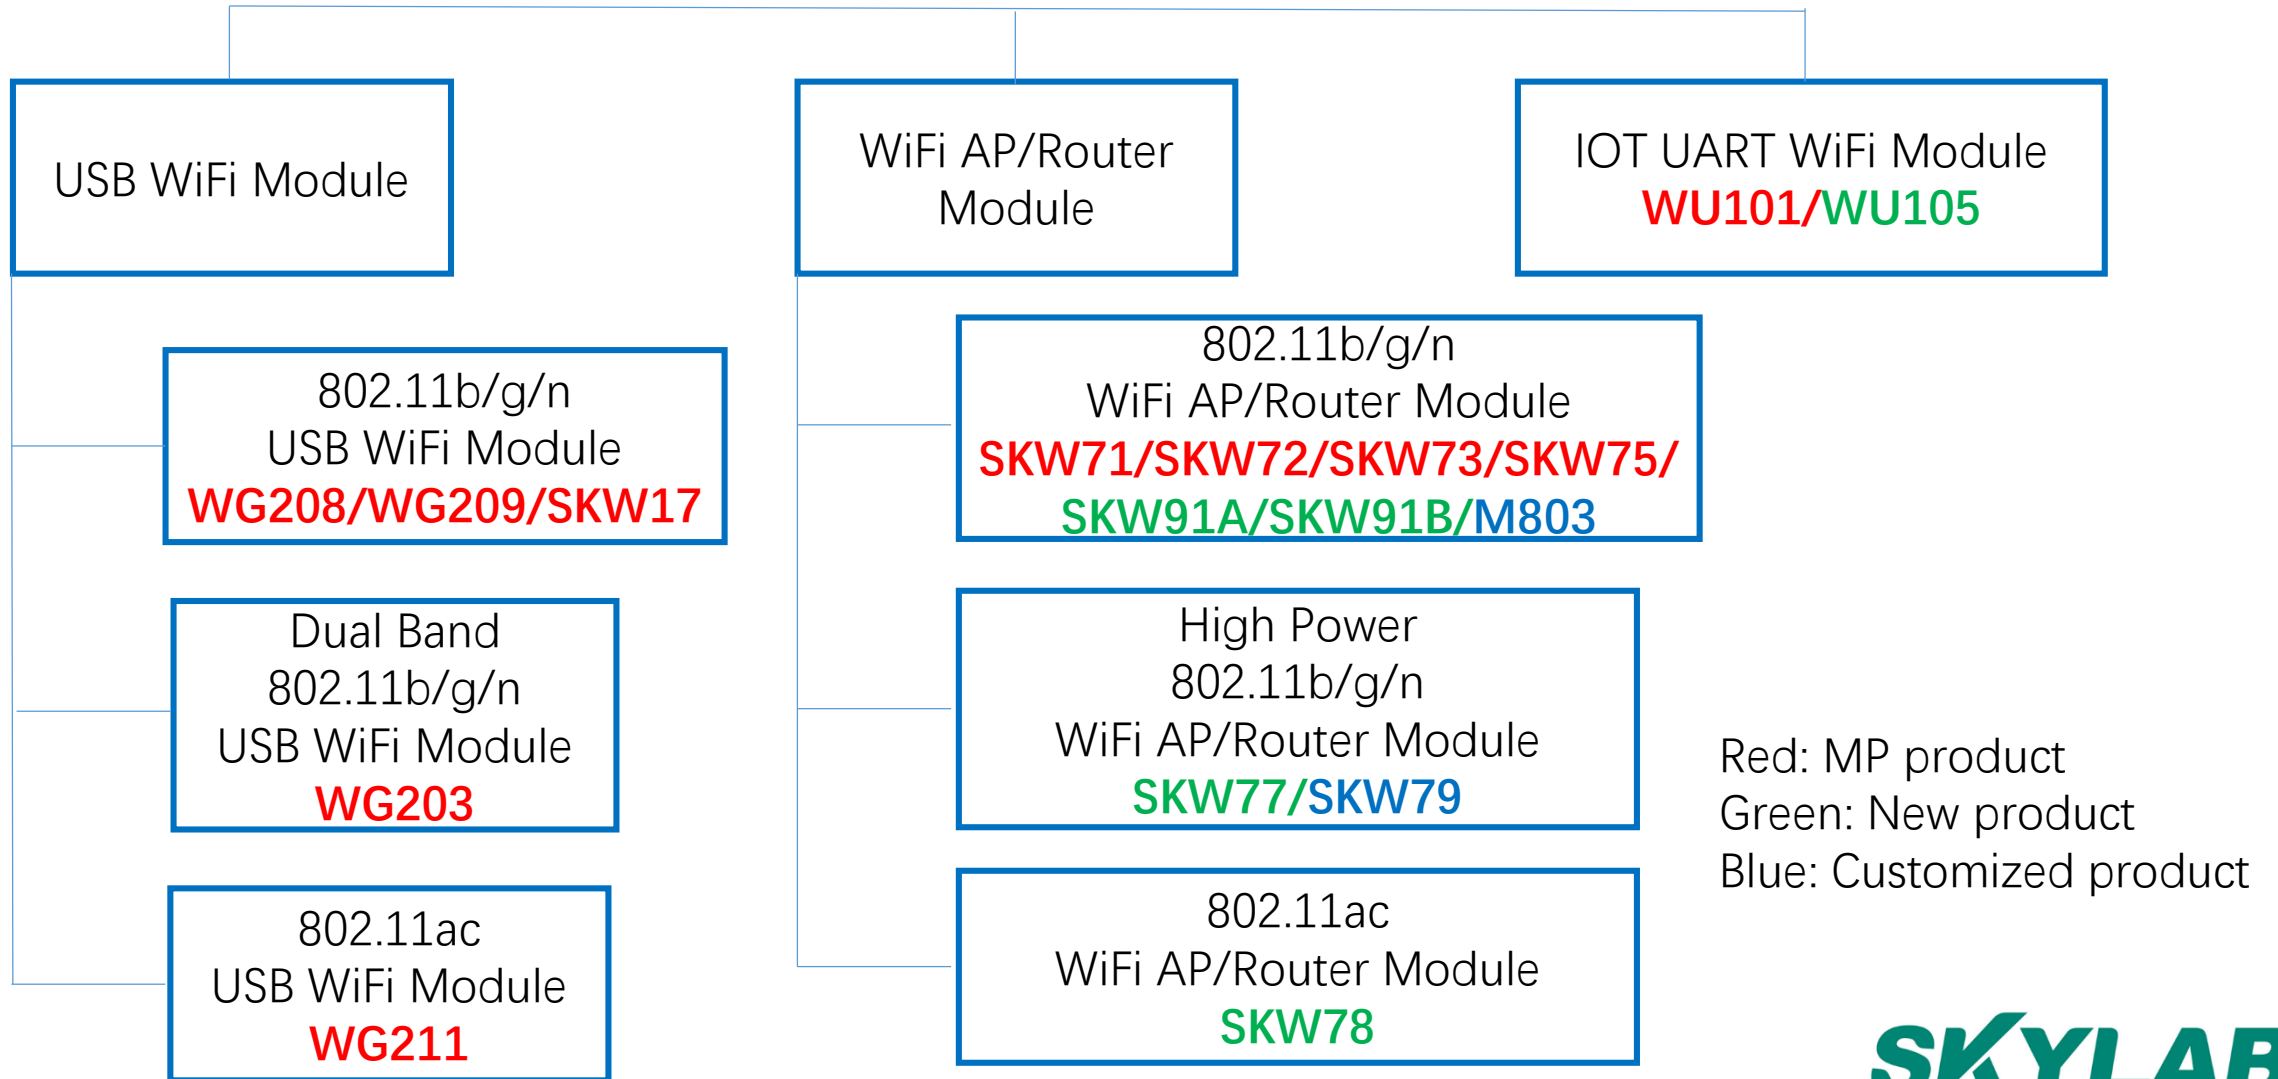 USB WiFi Module
WiFi AP/Router
Module
IOT UART WiFi Module
WU101/WU105
802.11b/g/n
USB WiFi Module
WG208/WG209/SKW17
Dual Band
802.11b/g/n
USB WiFi Module
WG203
802.11ac
USB WiFi Module
WG211
802.11b/g/n
WiFi AP/Router Module
SKW71/SKW72/SKW73/SKW75/
SKW91A/SKW91B/M803
High Power
802.11b/g/n
WiFi AP/Router Module
SKW77/SKW79
802.11ac
WiFi AP/Router Module
SKW78
Red: MP product
Green: New product
Blue: Customized product
SKYLAB